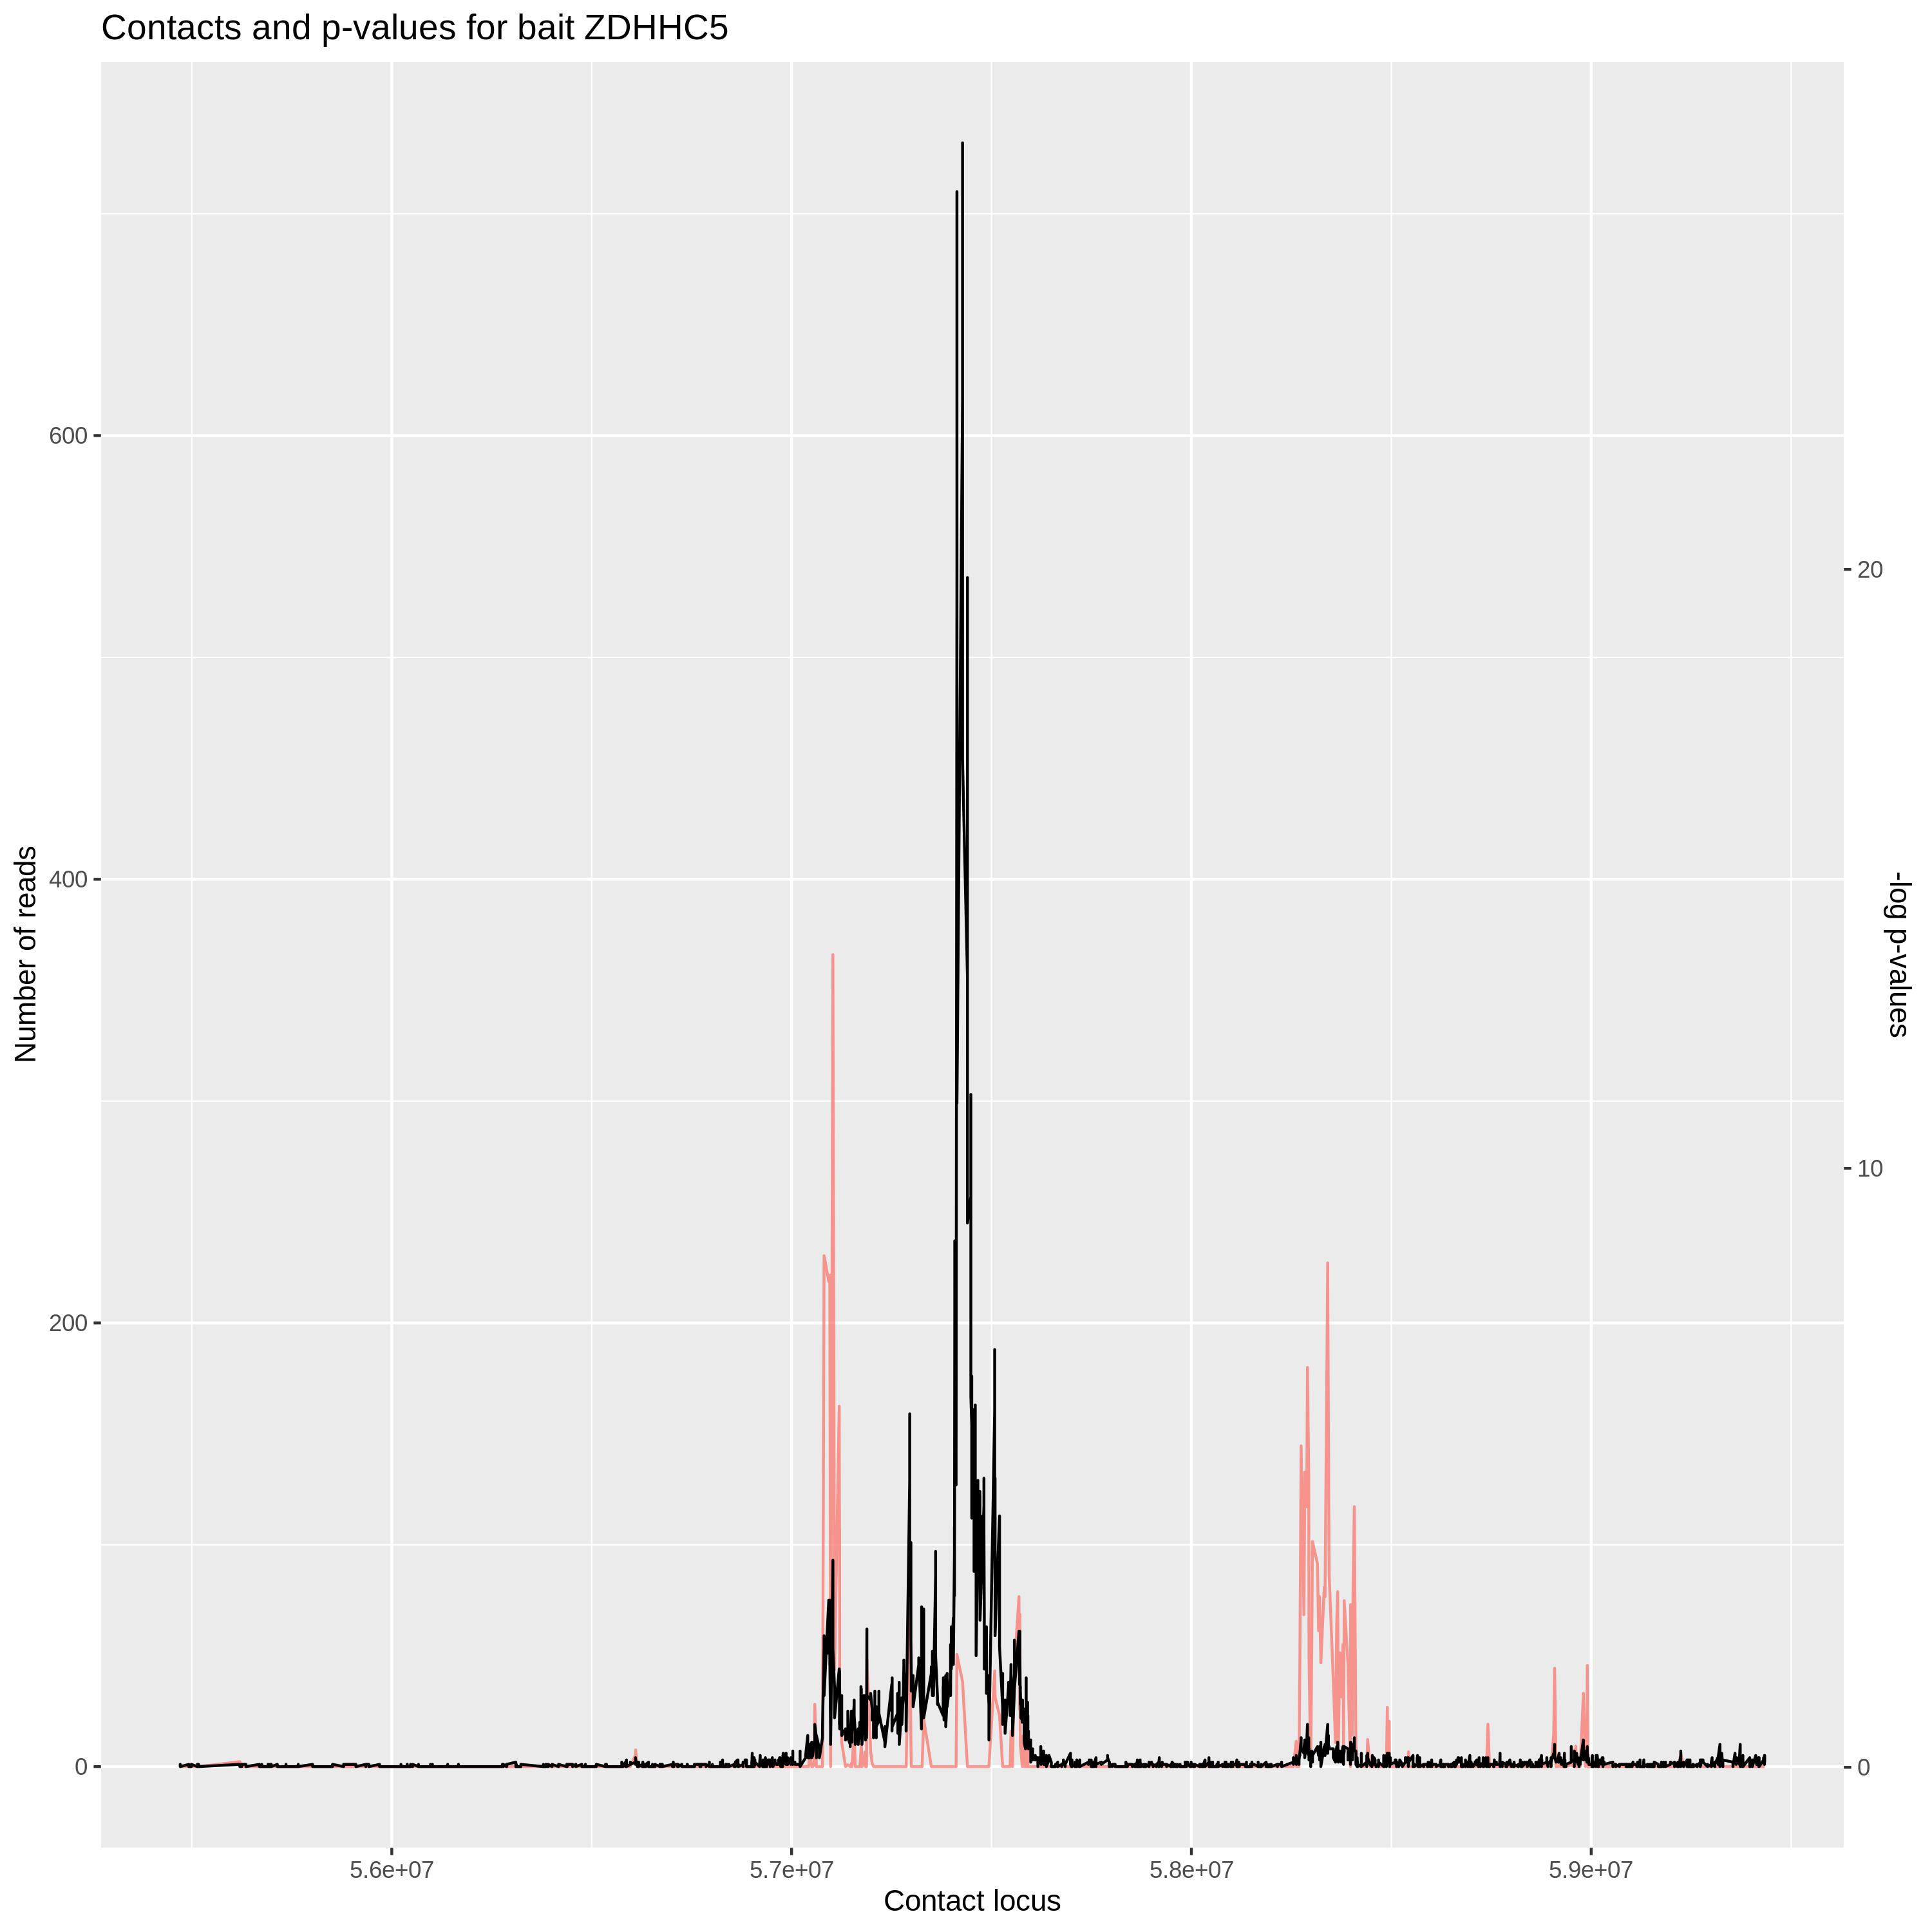 Contacts and p-values for bait ZDHHC5
Number of reads
600
400
200
0
20
10
0
-log p-values
5.6e+07
5.7e+07
5.8e+07
5.9e+07
Contact locus